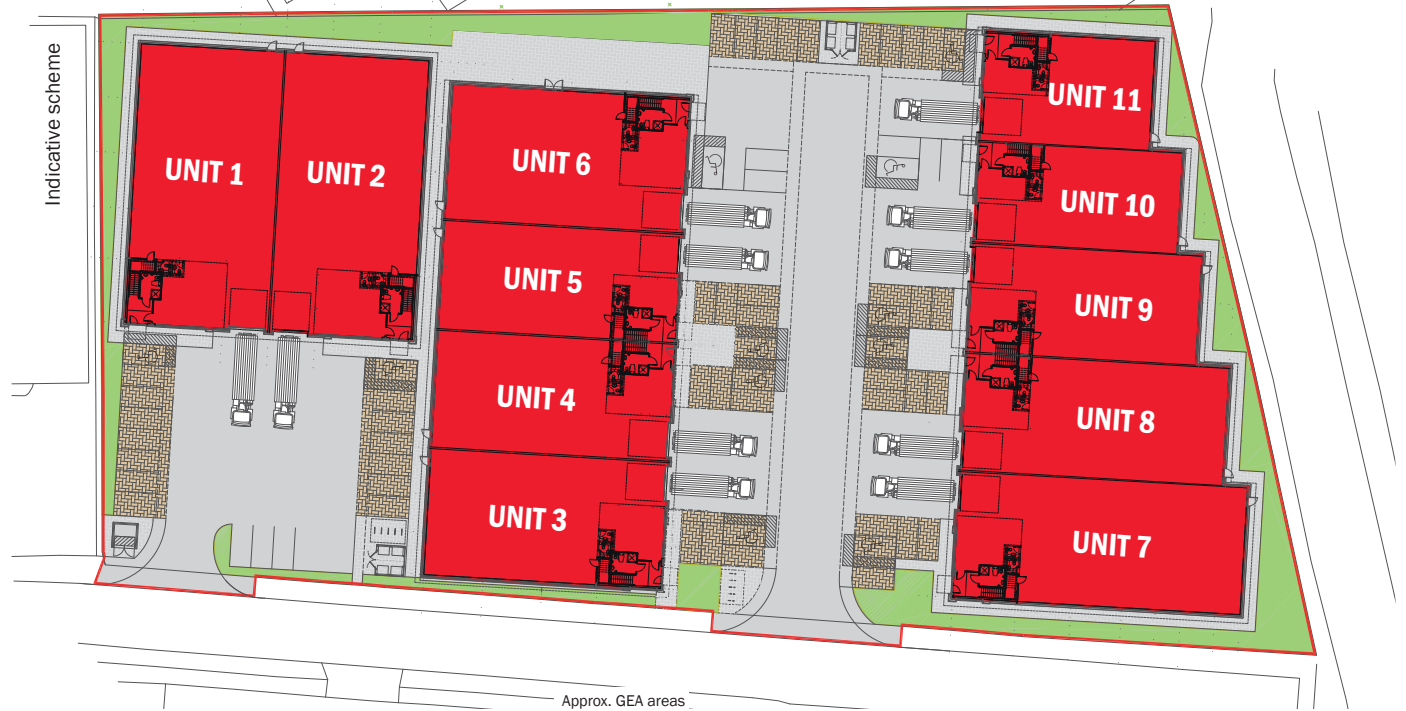 Indicative scheme
UNIT 1
UNIT 2
UNIT 6
UNIT 5
UNIT 4
UNIT 3
UNIT 11
UNIT 10
UNIT 9
UNIT 8
UNIT 7
Approx. GEA areas